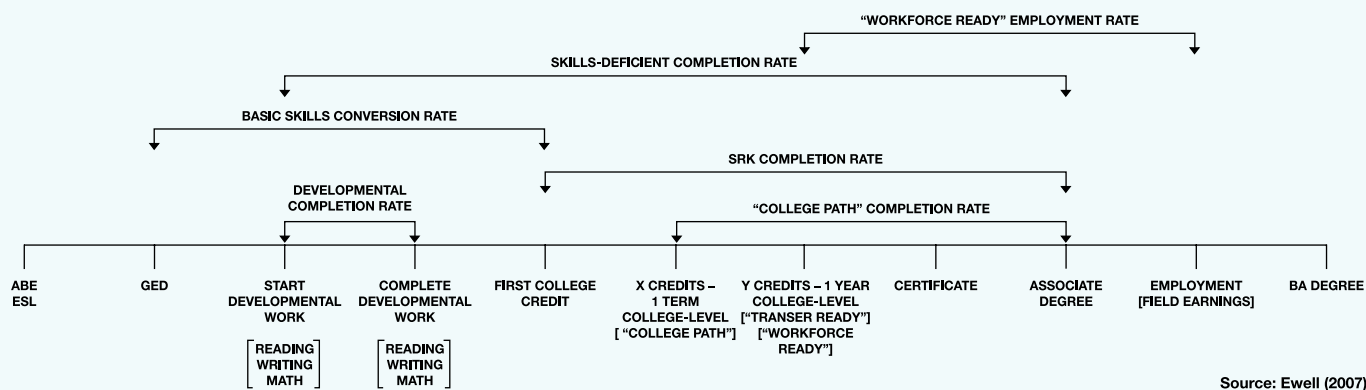 “WORKFORCE READY” EMPLOYMENT RATE
SKILLS-DEFICIENT COMPLETION RATE
BASIC SKILLS CONVERSION RATE
SRK COMPLETION RATE
DEVELOPMENTAL
COMPLETION RATE
“COLLEGE PATH” COMPLETION RATE
ABE
ESL
GED
START
DEVELOPMENTAL
WORK
READING
WRITING
MATH
COMPLETE
DEVELOPMENTAL
WORK
READING
WRITING
MATH
FIRST COLLEGE
CREDIT
X CREDITS –
1 TERM
COLLEGE-LEVEL
[ “COLLEGE PATH”]
Y CREDITS – 1 YEAR
COLLEGE-LEVEL
[“TRANSER READY”]
[“WORKFORCE
READY”]
CERTIFICATE
ASSOCIATE
DEGREE
EMPLOYMENT
[FIELD EARNINGS]
BA DEGREE
Source: Ewell (2007)